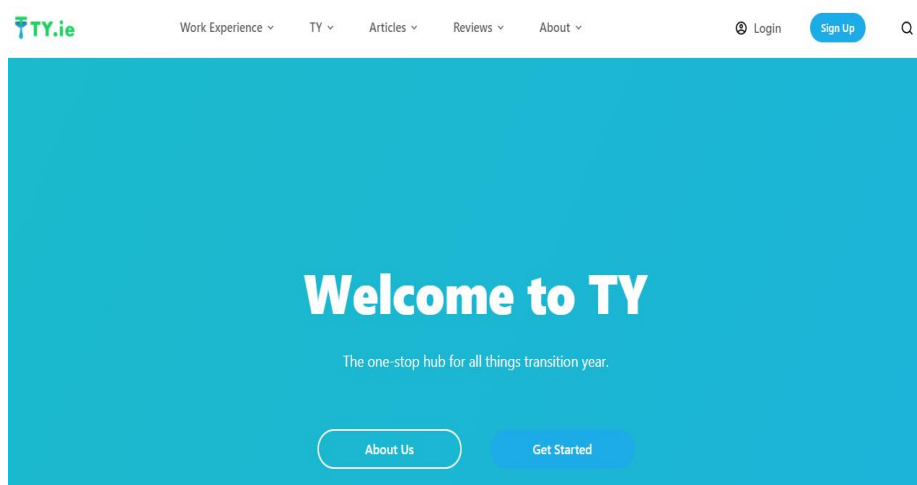 TY.ie
Work Experience TY Articles Reviews About Login Sign Up
Welcome to TY
The one-stop hub for all things transition year.
About Us Get Started